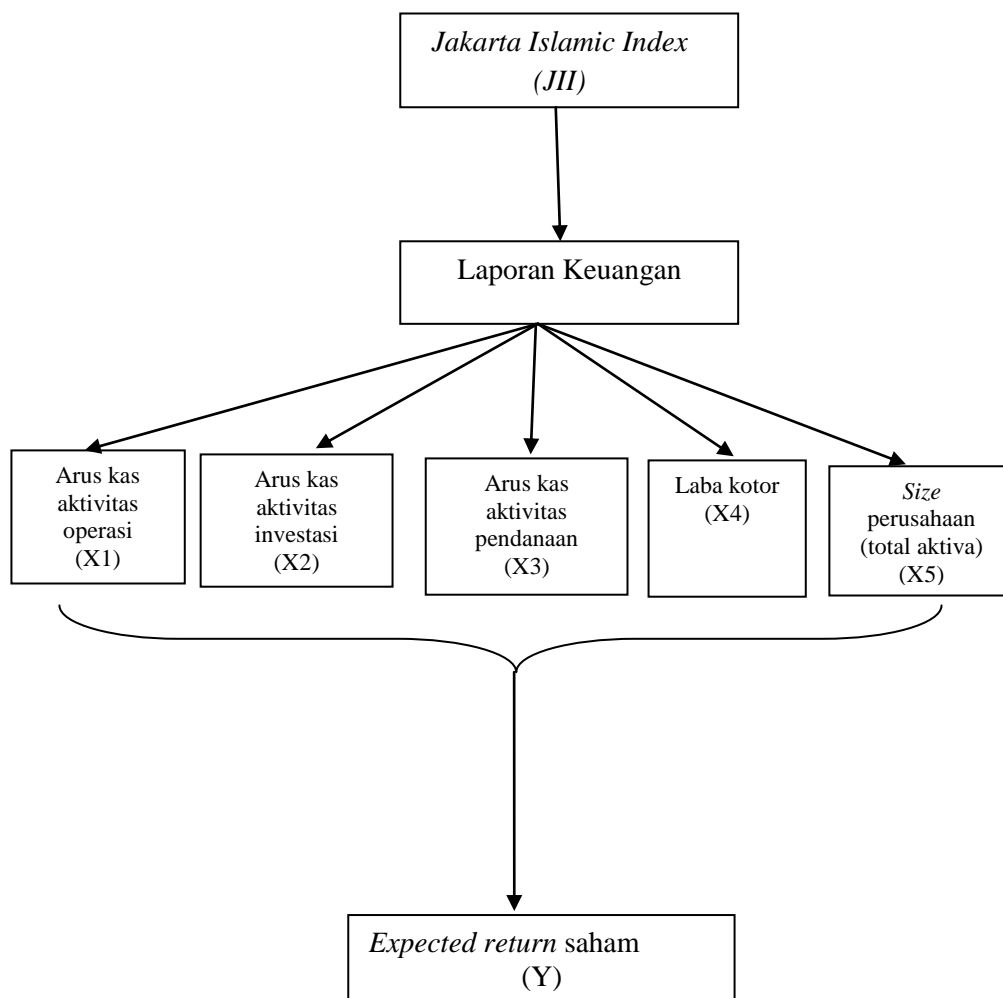 Jakarta Islamic Index
(JII)
Laporan Keuangan
Arus kas
aktivitas
operasi
(X1)
Arus kas
aktivitas
investasi
(X2)
Arus kas
aktivitas
pendanaan
(X3)
Laba kotor
(X4)
Size
perusahaan
(total aktiva)
(X5)
Expected return saham
(Y)